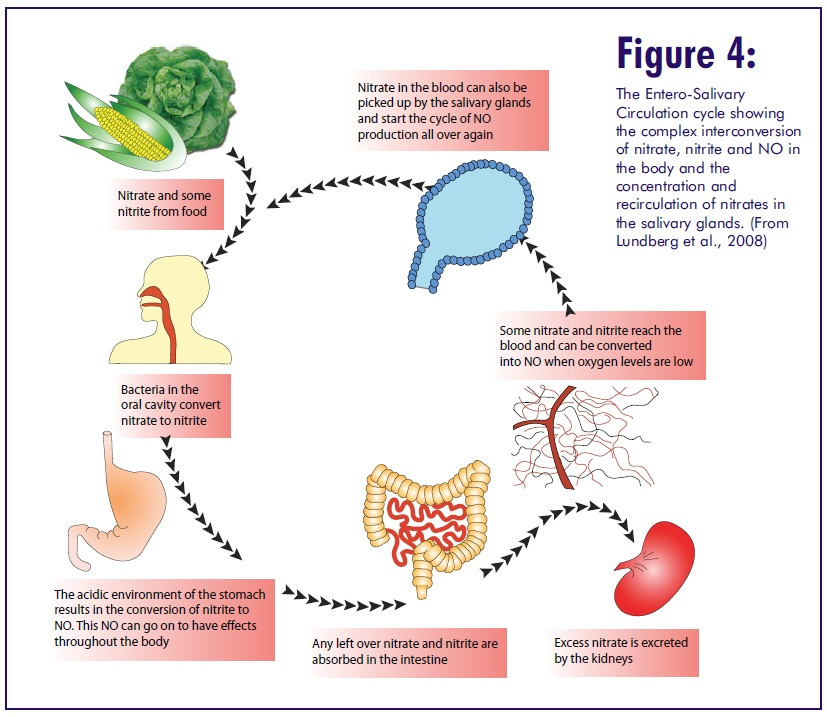 Figure 4:
The Entero-Salivary
Circulation cycle showing
the complex interconversion
of nitrate, nitrite and NO in
the body and the
concentration and
recirculation of nitrates in
the salivary glands. (From
Lundberg et al., 2008)
Nitrate and some
nitrite from food
Nitrate in the blood can also be
picked up by the salivary glands
and start the cycle of NO
production all over again
Bacteria in the
oral cavity convert
nitrate to nitrite
Some nitrate and nitrite reach the
blood and can be converted
into NO when oxygen levels are low
The acidic environment of the stomach
results in the conversion of nitrite to
NO. This NO can go on to have effects
throughout the body
Any left over nitrate and nitrite are
absorbed in the intestine
Excess nitrate is excreted
by the kidneys